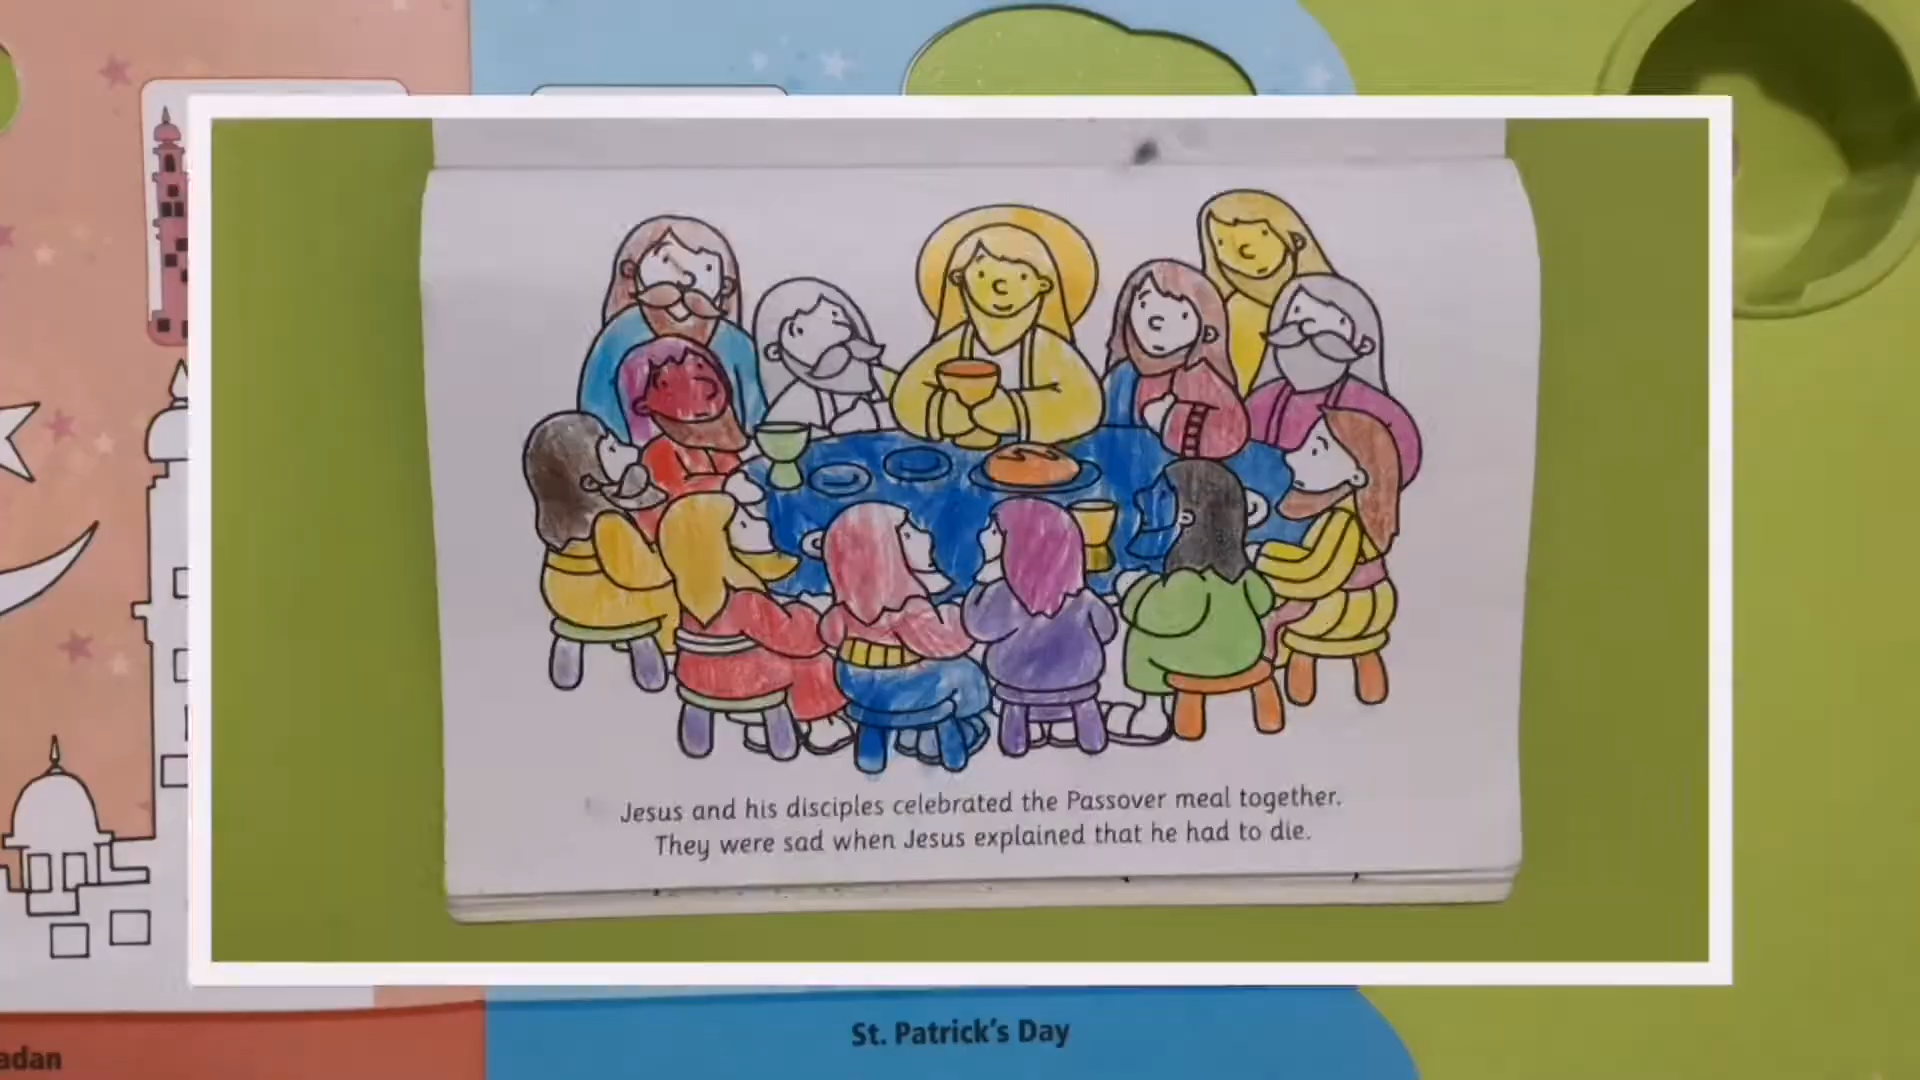 Jesus and his disciples celebrated the Passover meal together.
They were sad when Jesus explained that he had to die.
St. Patrick's Day
adan